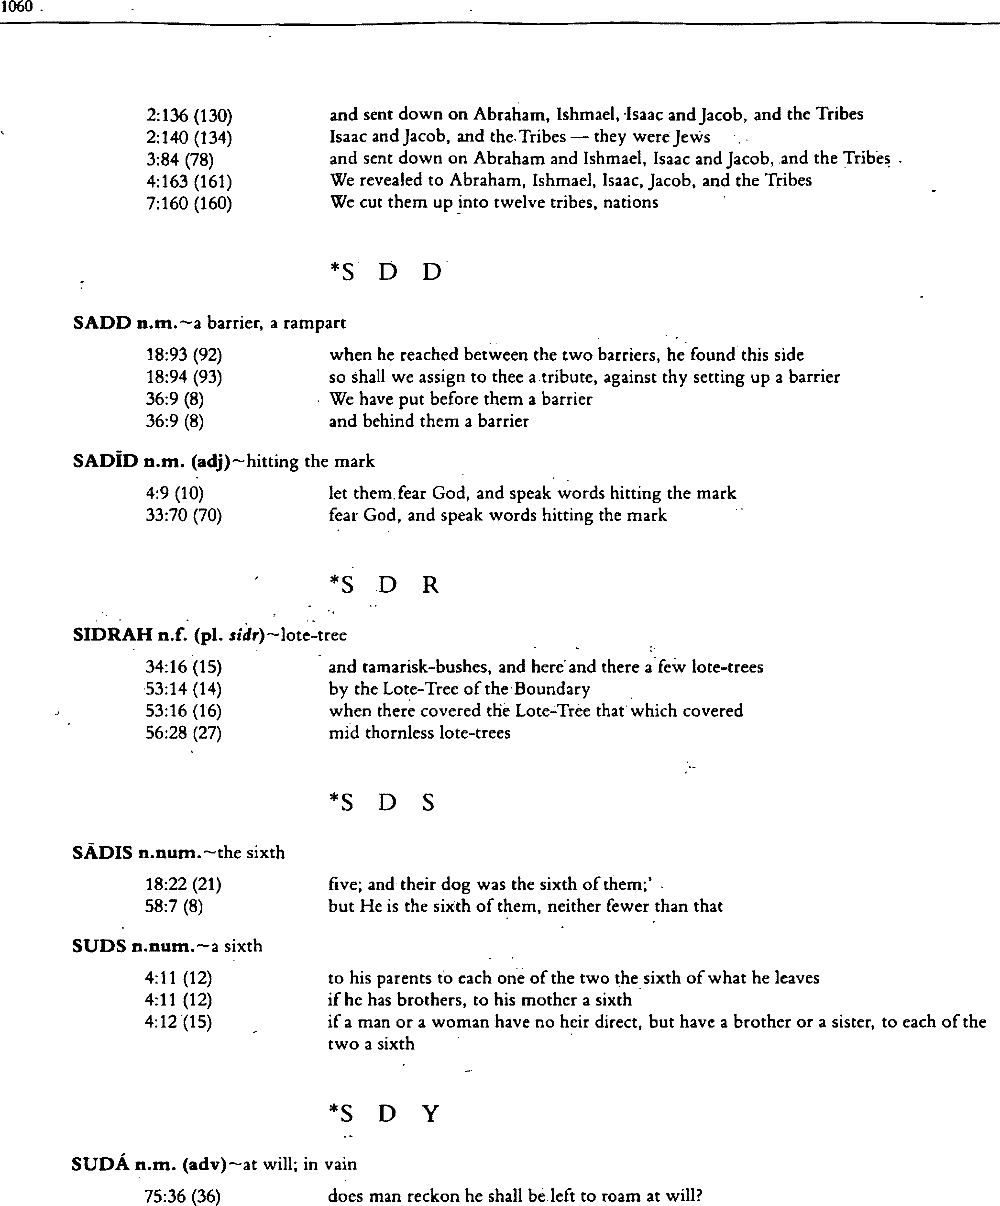 1060
2:136 (130) and sent down on Abraham, Ishmael, Isaac and Jacob, and the Tribes
2:140 (134) Isaac and Jacob, and the Tribes — they were Jews
3:84 (78) and sent down on Abraham and Ishmael, Isaac and Jacob, and the Tribes
4:163 (161) We revealed to Abraham, Ishmael, Isaac, Jacob, and the Tribes
7:160 (160) We cut them up into twelve tribes, nations
*S D D
SADD n.m.~a barrier, a rampart
18:93 (92) when he reached between the two barriers, he found this side
18:94 (93) so shall we assign to thee a tribute, against thy setting up a barrier
36:9 (8) We have put before them a barrier
36:9 (8) and behind them a barrier
SADĪD n.m. (adj)~hitting the mark
4:9 (10) let them fear God, and speak words hitting the mark
33:70 (70) fear God, and speak words hitting the mark
*S D R
SIDRAH n.f. (pl. sidr)~lote-tree
34:16 (15) and tamarisk-bushes, and here and there a few lote-trees
53:14 (14) by the Lote-Tree of the Boundary
53:16 (16) when there covered the Lote-Tree that which covered
56:28 (27) mid thornless lote-trees
*S D S
SĀDIS n.num.~the sixth
18:22 (21) five; and their dog was the sixth of them;'
58:7 (8) but He is the sixth of them, neither fewer than that
SUDS n.num.~a sixth
4:11 (12) to his parents to each one of the two the sixth of what he leaves
4:11 (12) if he has brothers, to his mother a sixth
4:12 (15) if a man or a woman have no heir direct, but have a brother or a sister, to each of the
two a sixth
*S D Y
SUDÁ n.m. (adv)~at will; in vain
75:36 (36) does man reckon he shall be left to roam at will?